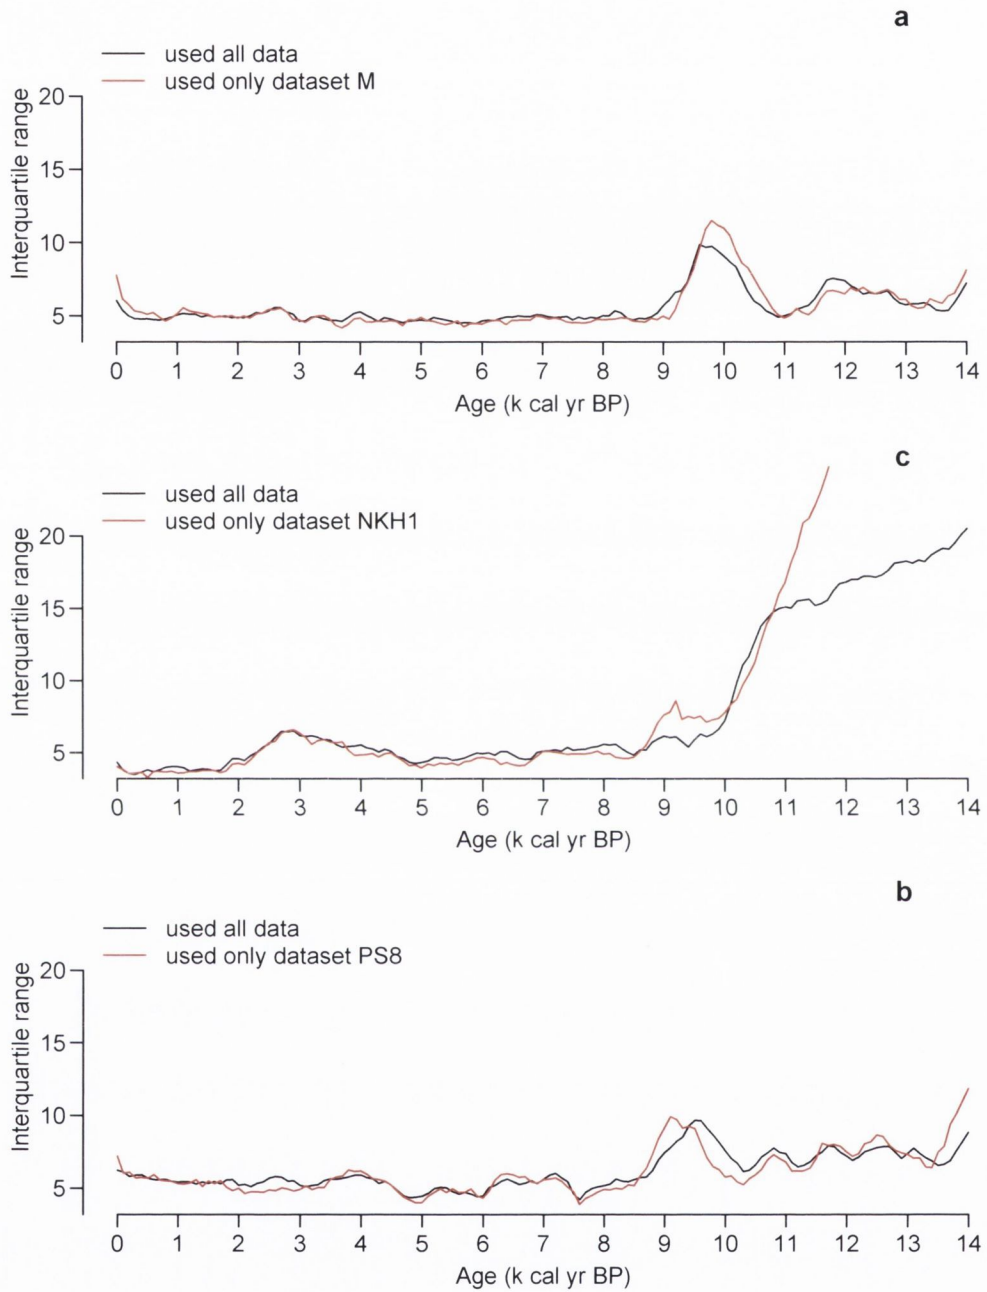 a
used all data
used only dataset M
Interquartile range
20
15
10
5
0 1 2 3 4 5 6 7 8 9 10 11 12 13 14
Age (k cal yr BP)
c
used all data
used only dataset NKH1
Interquartile range
20
15
10
5
0 1 2 3 4 5 6 7 8 9 10 11 12 13 14
Age (k cal yr BP)
b
used all data
used only dataset PS8
Interquartile range
20
15
10
5
0 1 2 3 4 5 6 7 8 9 10 11 12 13 14
Age (k cal yr BP)